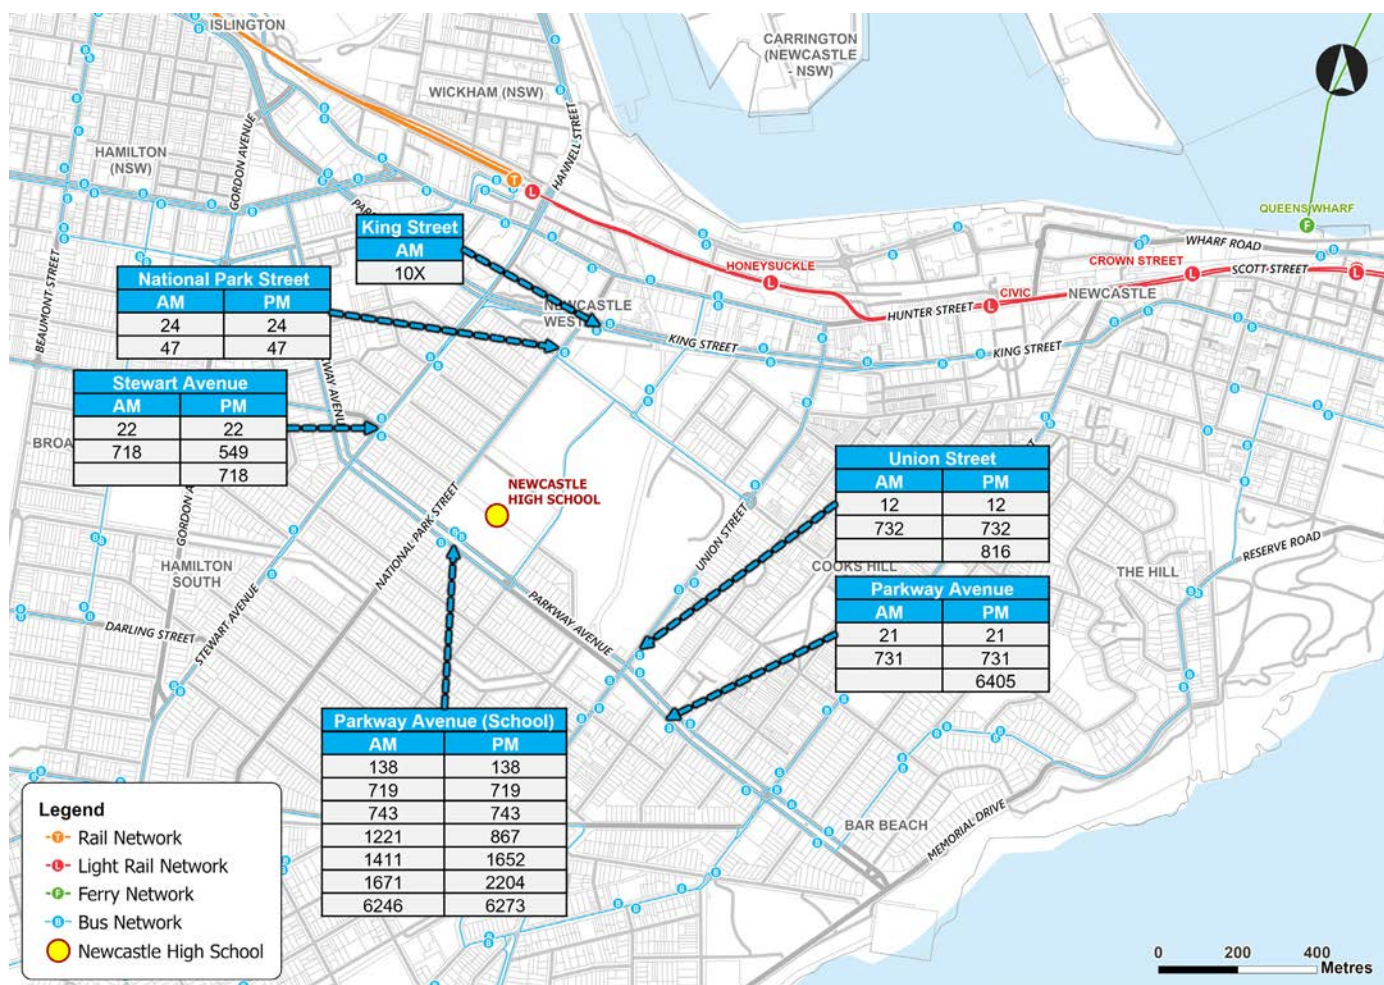 ISLINGTON
CARRINGTON
(NEWCASTLE
- NSW)
WICKHAM (NSW)
HAMILTON
(NSW)
GORDON AVENUE
HANNELL STREET
QUEENS WHARF
WHARF ROAD
CROWN STREET
SCOTT STREET
HONEYSUCKLE
CIVIC
NEWCASTLE
HUNTER STREET
KING STREET
KING STREET
NEWCASTLE
WEST
BEAUMONT STREET
King Street
AM
10X
National Park Street
AM PM
24 24
47 47
Stewart Avenue
AM PM
22 22
718 549
718
NEWCASTLE
HIGH SCHOOL
NATIONAL PARK STREET
UNION STREET
HAMILTON
SOUTH
DARLING STREET
STEWART AVENUE
PARKWAY AVENUE
COOKS HILL
THE HILL
RESERVE ROAD
Union Street
AM PM
12 12
732 732
816
Parkway Avenue
AM PM
21 21
731 731
6405
Parkway Avenue (School)
AM PM
138 138
719 719
743 743
1221 867
1411 1652
1671 2204
6246 6273
BAR BEACH
MEMORIAL DRIVE
Legend
T Rail Network
L Light Rail Network
F Ferry Network
B Bus Network
Newcastle High School
0 200 400
Metres